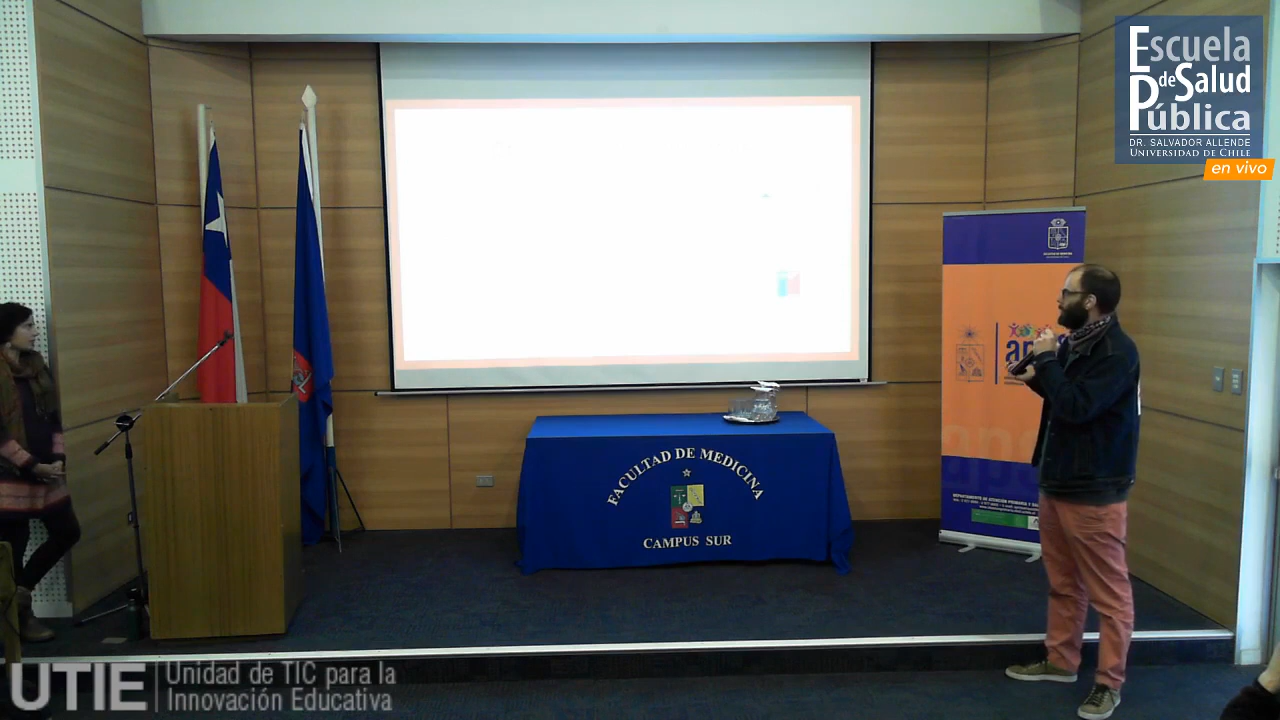 Escuela
de Salud
Pública
DR. SALVADOR ALLENDE
UNIVERSIDAD DE CHILE
en vivo
FACULTAD DE MEDICINA
CAMPUS SUR
UTIE
Unidad de TIC para la
Innovación Educativa